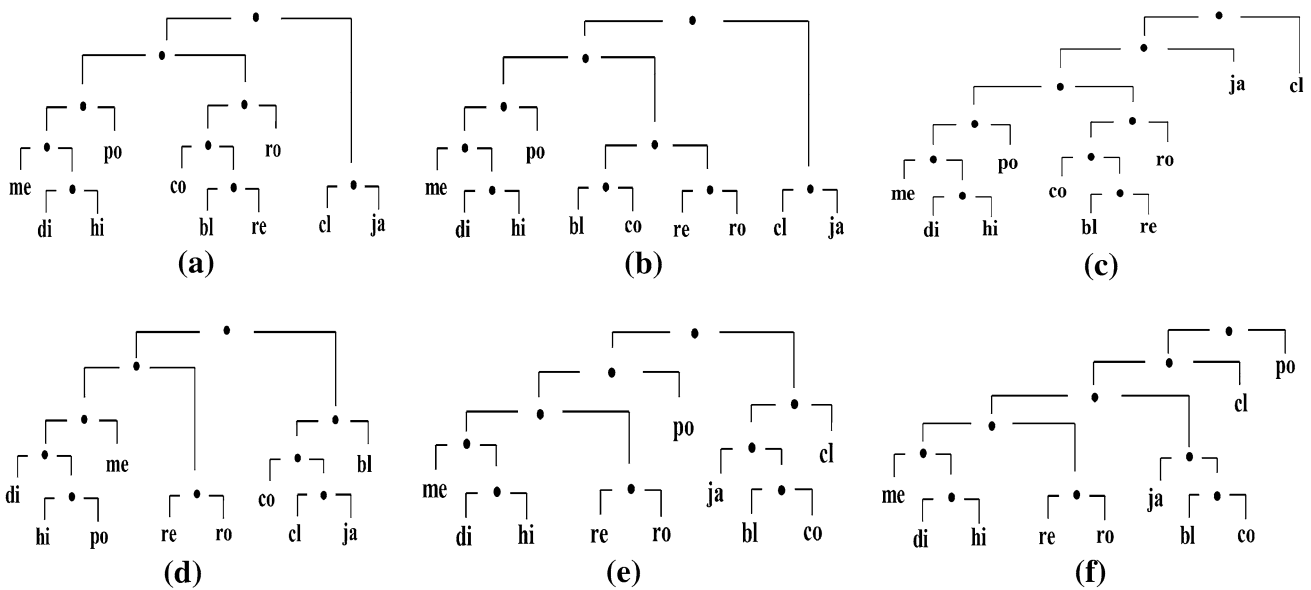 ja cl
po ro
me co
di hi bl re cl ja
(a)
po
me
di hi bl co re ro cl ja
(b)
po ro
me co
di hi bl re
(c)
me bl
di co
hi po re ro cl ja
(d)
po cl
me ja
di hi re ro bl co
(e)
po
cl
me ja
di hi re ro bl co
(f)